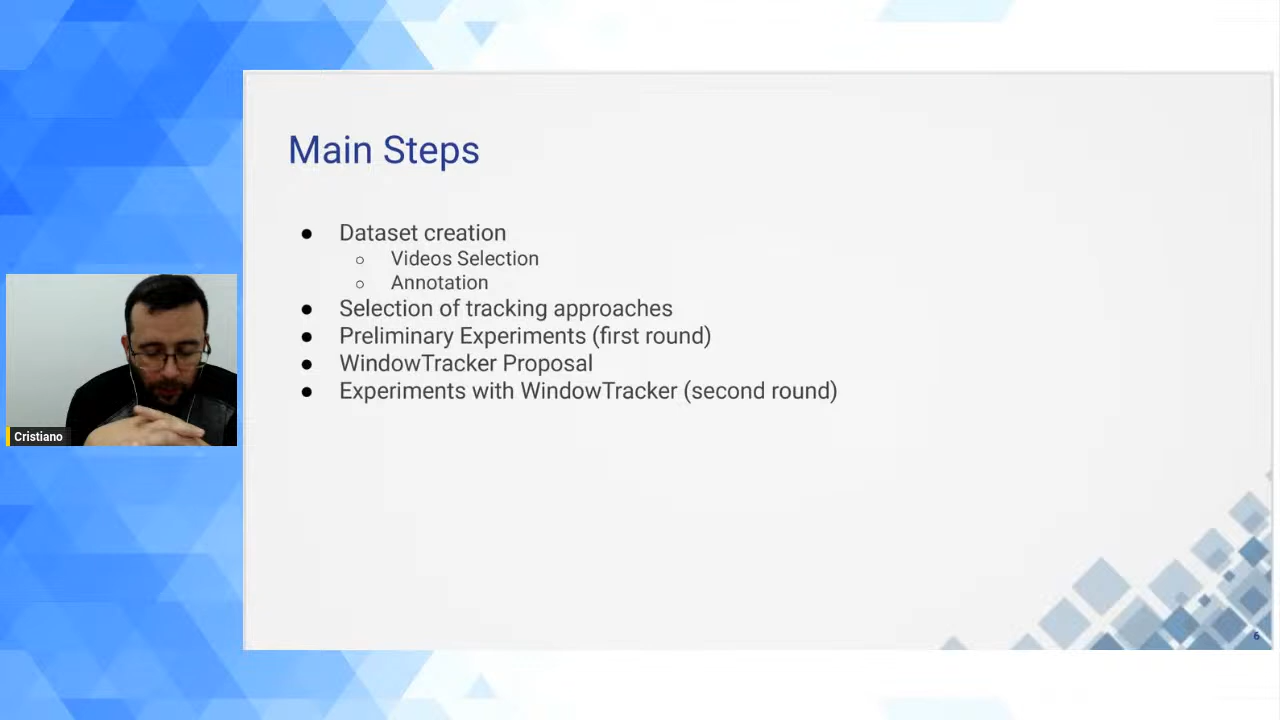 Main Steps
● Dataset creation
○ Videos Selection
○ Annotation
● Selection of tracking approaches
● Preliminary Experiments (first round)
● WindowTracker Proposal
● Experiments with WindowTracker (second round)
Cristiano
6